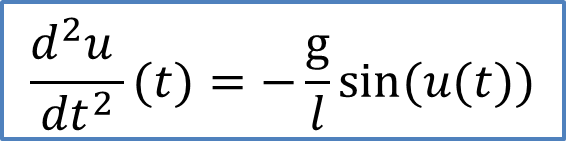 d²u/dt² (t) = −g/l sin(u(t))